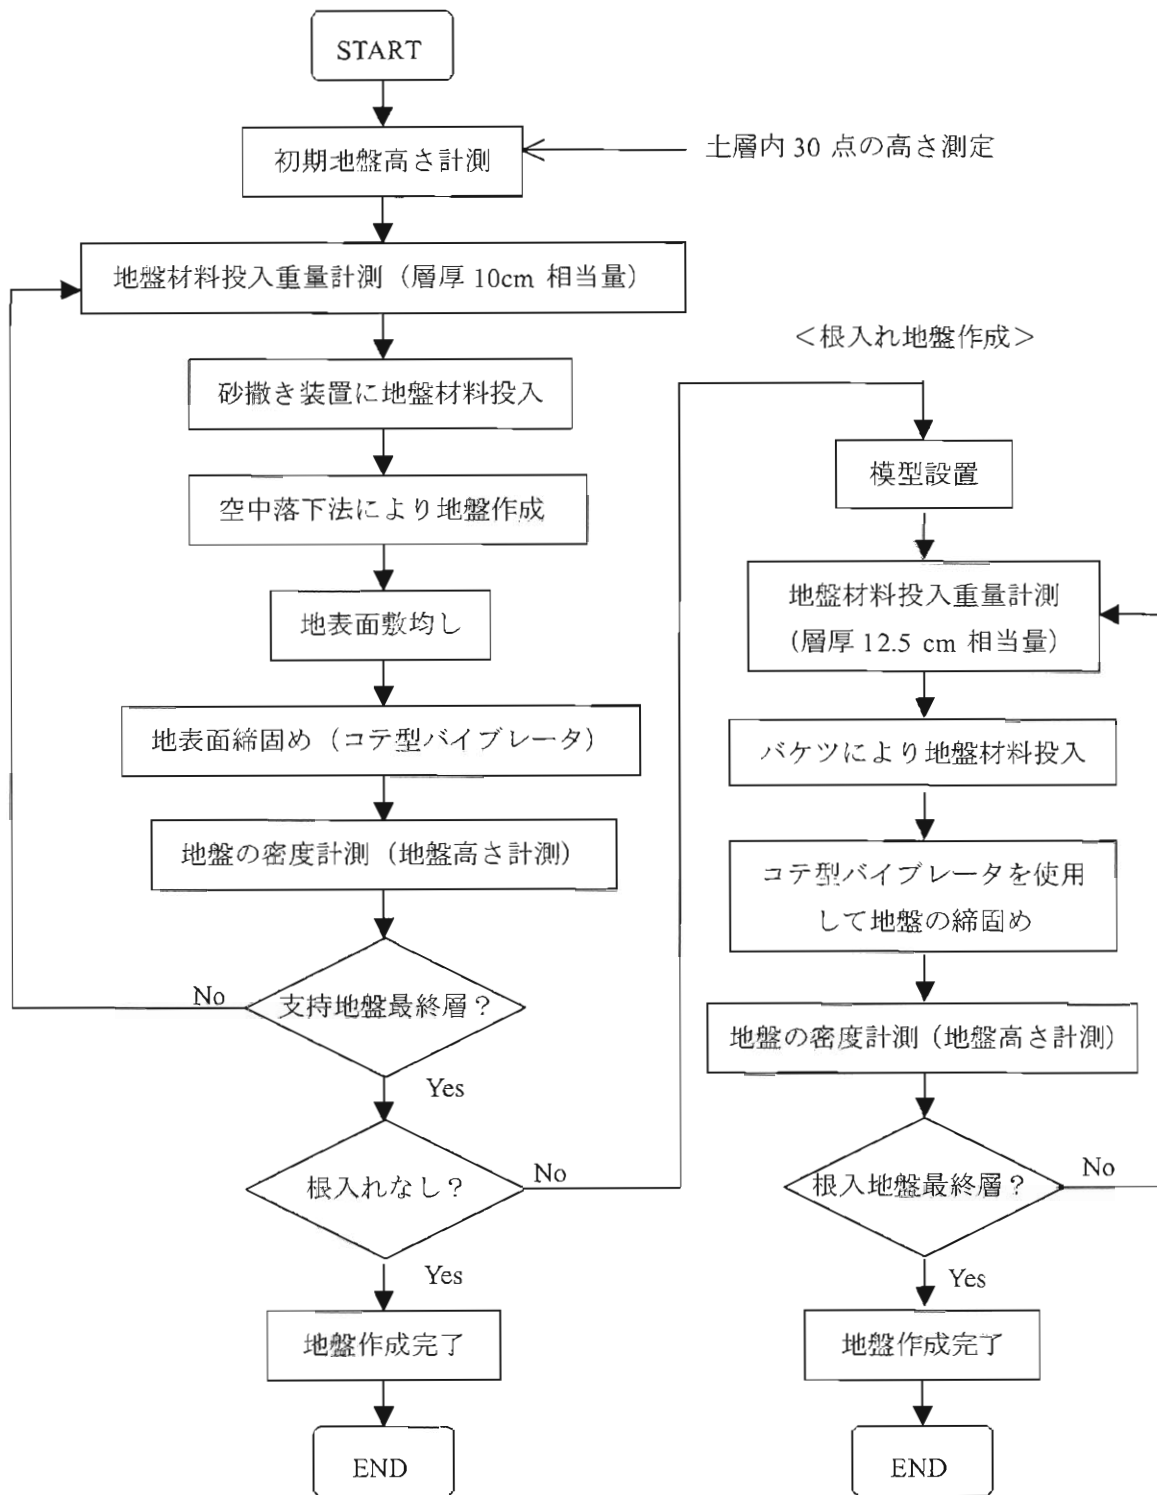 START
初期地盤高さ計測
土層内 30 点の高さ測定
地盤材料投入重量計測（層厚 10cm 相当量）
砂撒き装置に地盤材料投入
空中落下法により地盤作成
地表面敷均し
地表面締固め（コテ型バイブレータ）
地盤の密度計測（地盤高さ計測）
支持地盤最終層？
No
Yes
根入れなし？
No
Yes
地盤作成完了
END
＜根入れ地盤作成＞
模型設置
地盤材料投入重量計測
（層厚 12.5 cm 相当量）
バケツにより地盤材料投入
コテ型バイブレータを使用
して地盤の締固め
地盤の密度計測（地盤高さ計測）
根入地盤最終層？
No
Yes
地盤作成完了
END